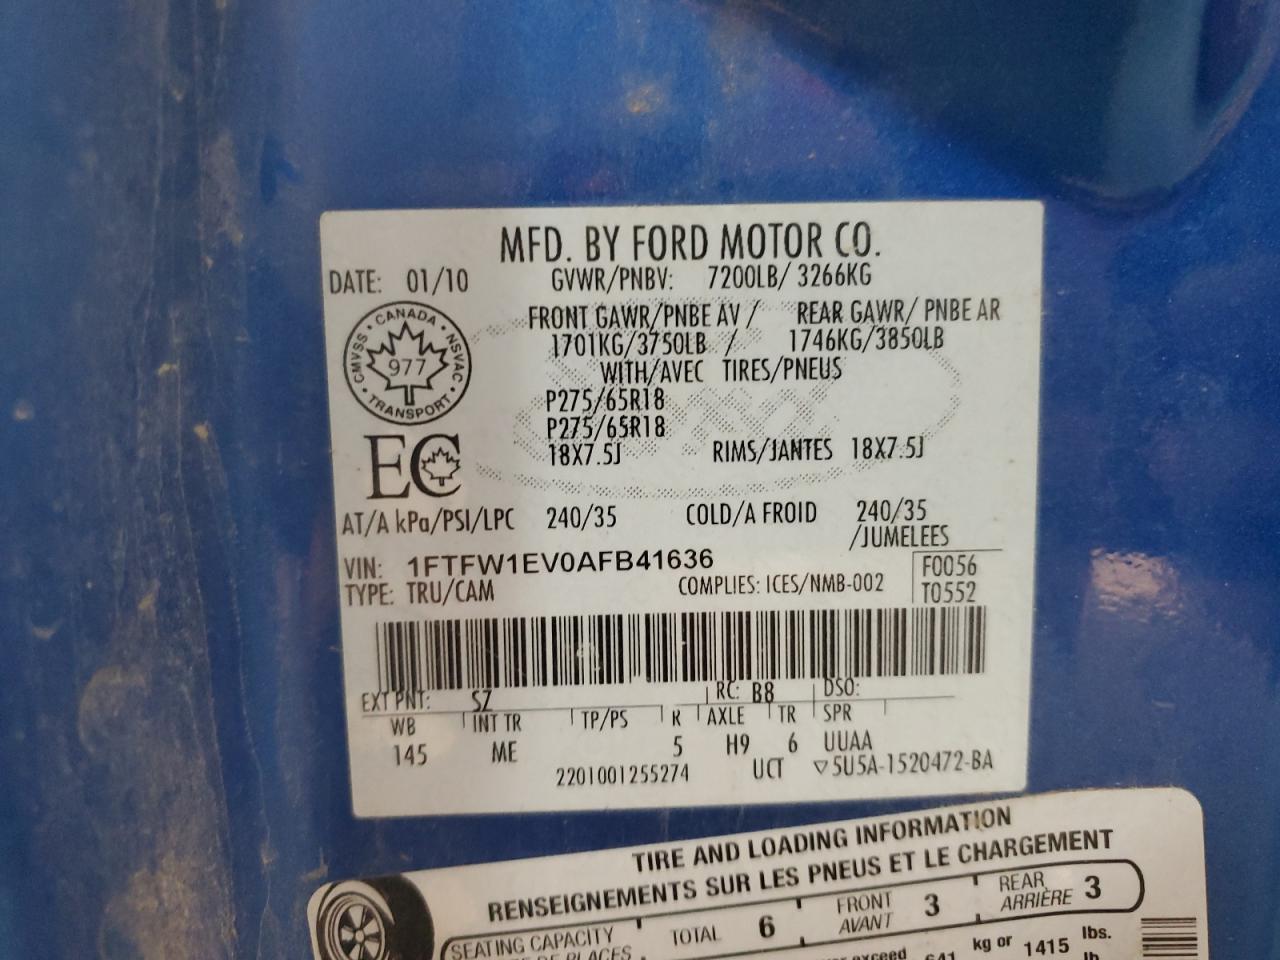 MFD. BY FORD MOTOR CO.
DATE: 01/10 GVWR/PNBV: 7200LB/ 3266KG
FRONT GAWR/PNBE AV / REAR GAWR/ PNBE AR
1701KG/3750LB / 1746KG/3850LB
WITH/AVEC TIRES/PNEUS
P275/65R18
P275/65R18
18X7.5J RIMS/JANTES 18X7.5J
CANADA
CMVSS NSVAC
977
TRANSPORT
EC
AT/A kPa/PSI/LPC 240/35 COLD/A FROID 240/35
/JUMELEES
VIN: 1FTFW1EV0AFB41636 F0056
TYPE: TRU/CAM COMPLIES: ICES/NMB-002 T0552
EXT PNT: SZ RC: B8 DSO:
WB INT TR TP/PS R AXLE TR SPR
145 ME 5 H9 6 UUAA
2201001255274 UCT ▽5U5A-1520472-BA
TIRE AND LOADING INFORMATION
RENSEIGNEMENTS SUR LES PNEUS ET LE CHARGEMENT
SEATING CAPACITY TOTAL 6 FRONT 3 REAR 3
AVANT ARRIÈRE
DE PLACES
exceed kg or 1415 lbs.